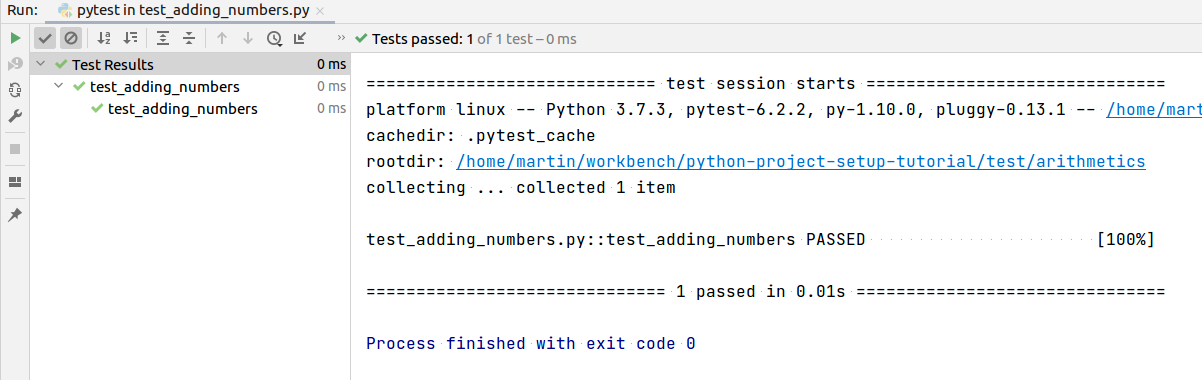 Run: pytest in test_adding_numbers.py ×
» Tests passed: 1 of 1 test – 0 ms
Test Results 0 ms
test_adding_numbers 0 ms
test_adding_numbers 0 ms
============================= test session starts ==============================
platform linux -- Python 3.7.3, pytest-6.2.2, py-1.10.0, pluggy-0.13.1 -- /home/mart
cachedir: .pytest_cache
rootdir: /home/martin/workbench/python-project-setup-tutorial/test/arithmetics
collecting ... collected 1 item
test_adding_numbers.py::test_adding_numbers PASSED [100%]
============================== 1 passed in 0.01s ===============================
Process finished with exit code 0